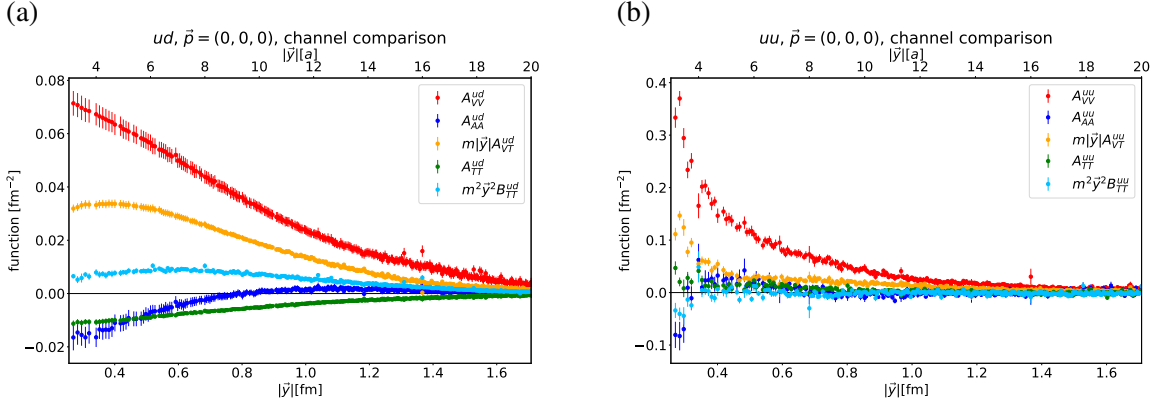 (a)
ud, p⃗ = (0, 0, 0), channel comparison
|y⃗|[a]
4 6 8 10 12 14 16 18 20
0.08
0.06
0.04
0.02
0.00
−0.02
function [fm⁻²]
A^{ud}_{VV}
A^{ud}_{AA}
m|y⃗|A^{ud}_{VT}
A^{ud}_{TT}
m²y⃗²B^{ud}_{TT}
0.4 0.6 0.8 1.0 1.2 1.4 1.6
|y⃗|[fm]
(b)
uu, p⃗ = (0, 0, 0), channel comparison
|y⃗|[a]
4 6 8 10 12 14 16 18 20
0.4
0.3
0.2
0.1
0.0
−0.1
function [fm⁻²]
A^{uu}_{VV}
A^{uu}_{AA}
m|y⃗|A^{uu}_{VT}
A^{uu}_{TT}
m²y⃗²B^{uu}_{TT}
0.4 0.6 0.8 1.0 1.2 1.4 1.6
|y⃗|[fm]